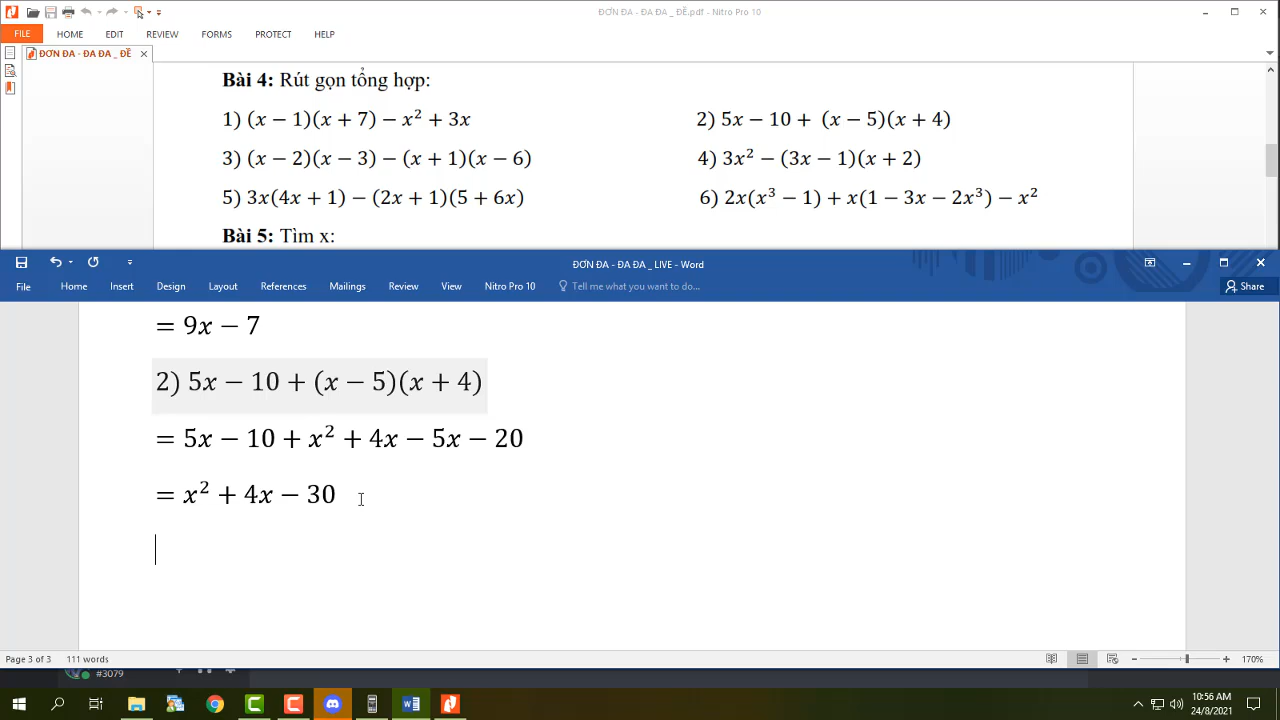 ĐƠN ĐA - ĐA ĐA _ ĐỀ.pdf - Nitro Pro 10
FILE HOME EDIT REVIEW FORMS PROTECT HELP
ĐƠN ĐA - ĐA ĐA _ ĐỀ
Bài 4: Rút gọn tổng hợp:
1) (x − 1)(x + 7) − x² + 3x 2) 5x − 10 + (x − 5)(x + 4)
3) (x − 2)(x − 3) − (x + 1)(x − 6) 4) 3x² − (3x − 1)(x + 2)
5) 3x(4x + 1) − (2x + 1)(5 + 6x) 6) 2x(x³ − 1) + x(1 − 3x − 2x³) − x²
Bài 5: Tìm x:
ĐƠN ĐA - ĐA ĐA _ LIVE - Word
File Home Insert Design Layout References Mailings Review View Nitro Pro 10 Tell me what you want to do... Share
= 9x − 7
2) 5x − 10 + (x − 5)(x + 4)
= 5x − 10 + x² + 4x − 5x − 20
= x² + 4x − 30
Page 3 of 3 111 words 170%
#3079
10:56 AM
24/8/2021